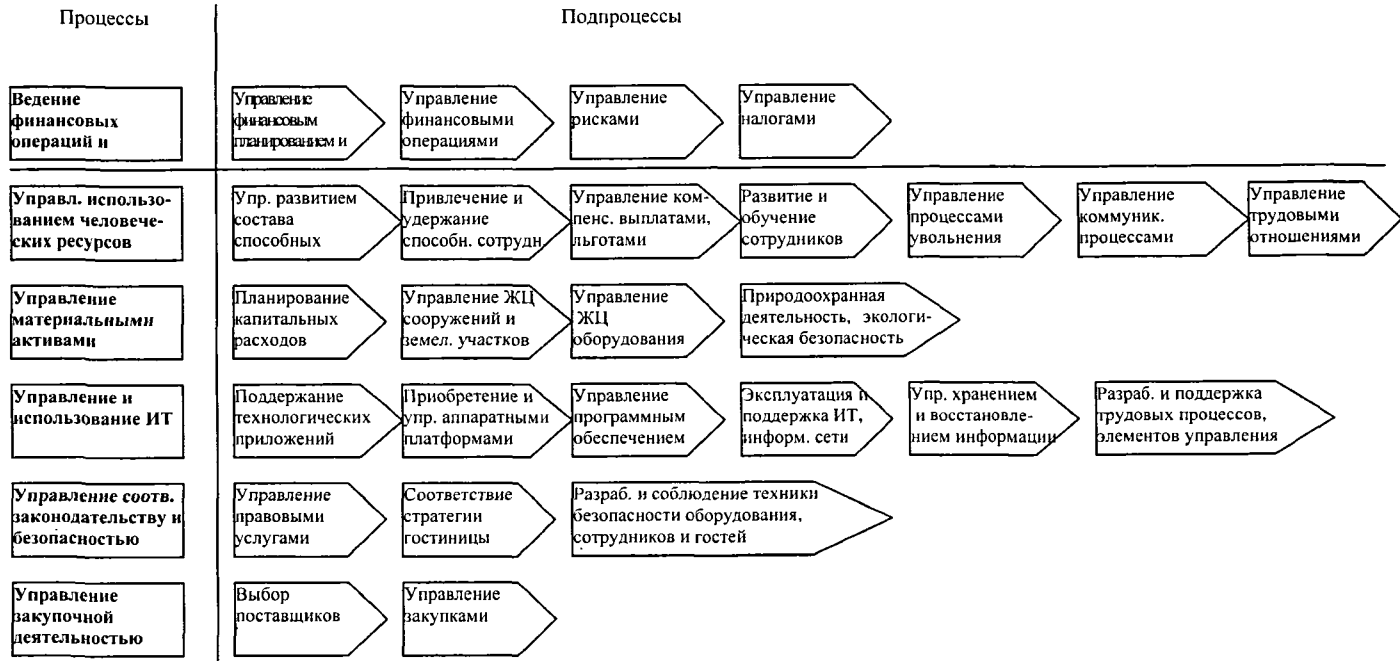 Процессы
Подпроцессы
Ведение
финансовых
операций и
Управление
финансовым
планированием и
Управление
финансовыми
операциями
Управление
рисками
Управление
налогами
Управл. использо-
ванием человече-
ских ресурсов
Упр. развитием
состава
способных
Привлечение и
удержание
способн. сотрудн.
Управление ком-
пенс. выплатами,
льготами
Развитие и
обучение
сотрудников
Управление
процессами
увольнения
Управление
коммуник.
процессами
Управление
трудовыми
отношениями
Управление
материальными
активами
Планирование
капитальных
расходов
Управление ЖЦ
сооружений и
земел. участков
Управление
ЖЦ
оборудования
Природоохранная
деятельность, экологи-
ческая безопасность
Управление и
использование ИТ
Поддержание
технологических
приложений
Приобретение и
упр. аппаратными
платформами
Управление
программным
обеспечением
Эксплуатация и
поддержка ИТ,
информ. сети
Упр. хранением
и восстановле-
нием информации
Разраб. и поддержка
трудовых процессов,
элементов управления
Управление соотв.
законодательству и
безопасностью
Управление
правовыми
услугами
Соответствие
стратегии
гостиницы
Разраб. и соблюдение техники
безопасности оборудования,
сотрудников и гостей
Управление
закупочной
деятельностью
Выбор
поставщиков
Управление
закупками